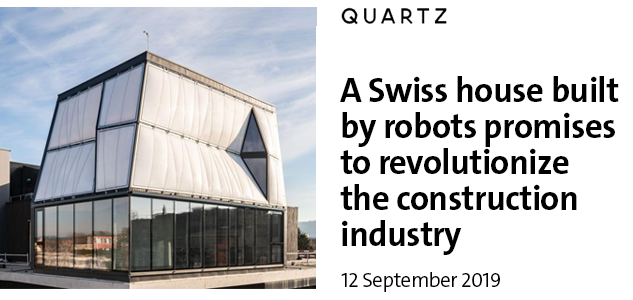 QUARTZ
A Swiss house built
by robots promises
to revolutionize
the construction
industry
12 September 2019